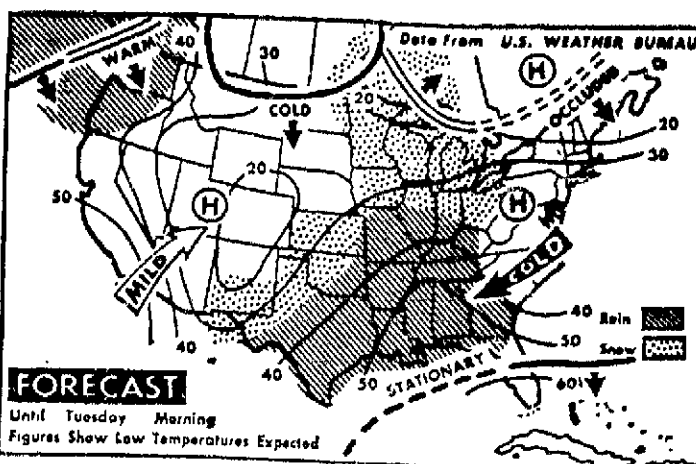 Data from U.S. WEATHER BUREAU
WARM
40
30
H
COLD
20
OCCLUDED
20
30
20
50
H
H
MILD
COLD
40
50
Rain
Snow
40
40
50
STATIONARY
60
FORECAST
Until Tuesday Morning
Figures Show Low Temperatures Expected